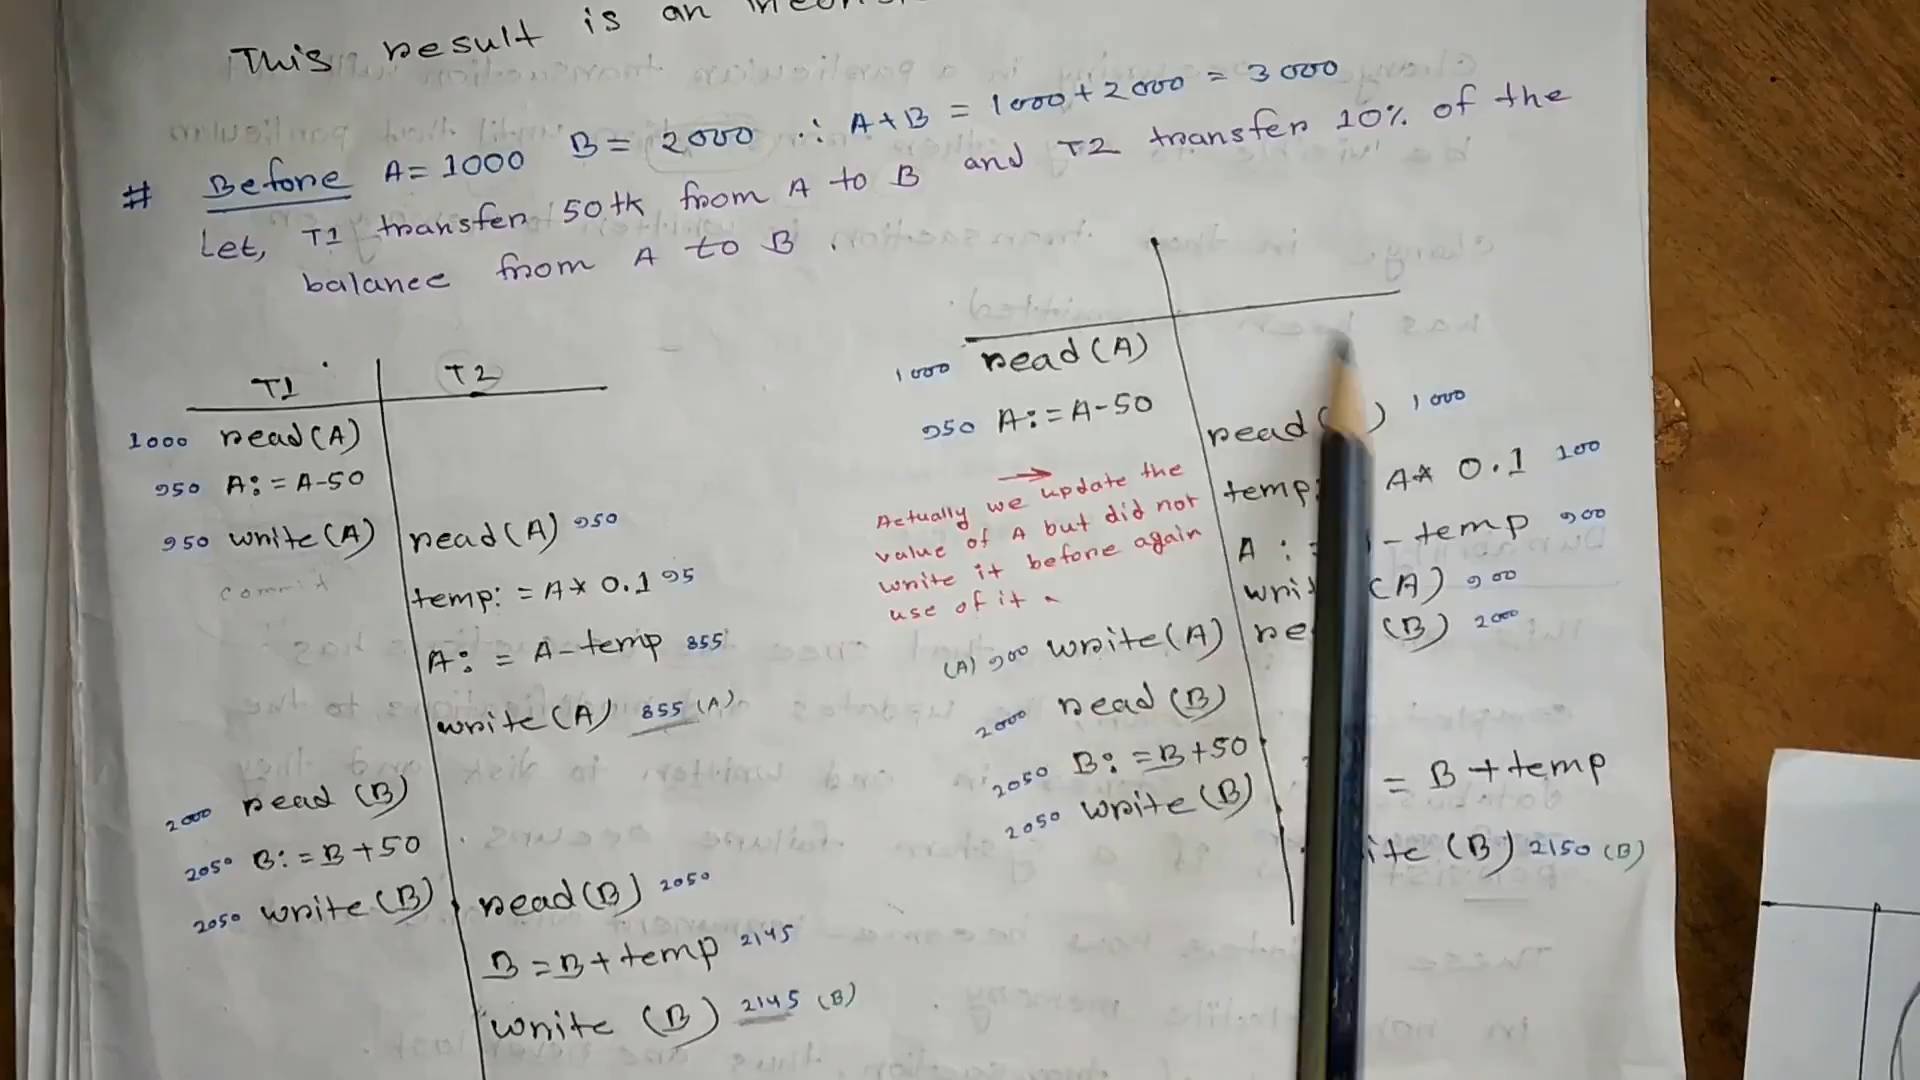 This result is an
# Before A = 1000 B = 2000 ∴ A+B = 1000+2000 = 3000
Let, T1 transfer 50tk from A to B and T2 transfer 10% of the
balance from A to B.
T1 T2
1000 read(A)
950 A:=A-50
950 write(A) read(A) 950
commit
temp:=A*0.1 95
A:=A-temp 855
write(A) 855 (A)
2000 read(B)
2050 B:=B+50
2050 write(B) read(B) 2050
B=B+temp 2145
write(B) 2145 (B)
1000 read(A)
950 A:=A-50
read( ) 1000
temp: A*0.1 100
A : - temp 900
(A) 900
(B) 2000
→
Actually we update the
value of A but did not
write it before again
use of it.
(A) 900 write(A)
2000 read(B)
2050 B:=B+50
2050 write(B)
= B+temp
(B) 2150 (B)